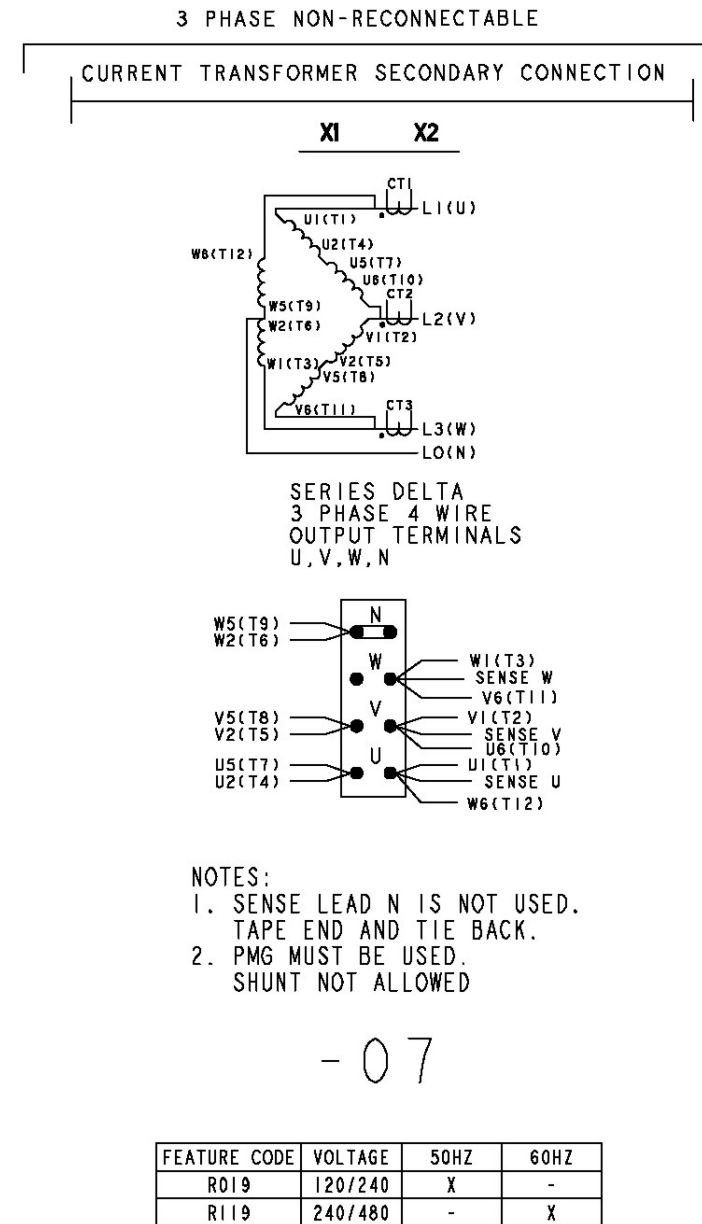 3 PHASE NON-RECONNECTABLE
CURRENT TRANSFORMER SECONDARY CONNECTION
X1 X2
CT1
L1(U)
U1(T1)
U2(T4)
W6(T12)
U5(T7)
U6(T10)
CT2
W5(T9)
L2(V)
W2(T6)
V1(T2)
W1(T3)
V2(T5)
V5(T8)
V6(T11)
CT3
L3(W)
LO(N)
SERIES DELTA
3 PHASE 4 WIRE
OUTPUT TERMINALS
U,V,W,N
N
W5(T9)
W2(T6)
W
W1(T3)
SENSE W
V6(T11)
V
V5(T8)
V1(T2)
V2(T5)
SENSE V
U6(T10)
U
U5(T7)
U1(T1)
U2(T4)
SENSE U
W6(T12)
NOTES:
1. SENSE LEAD N IS NOT USED.
TAPE END AND TIE BACK.
2. PMG MUST BE USED.
SHUNT NOT ALLOWED
-07
FEATURE CODE VOLTAGE 50HZ 60HZ
R019 120/240 X -
R119 240/480 - X